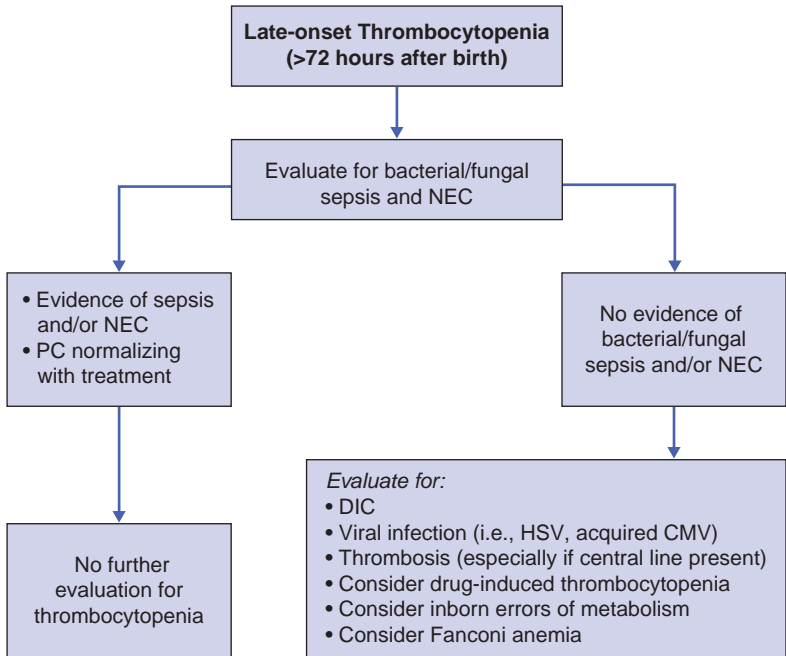 Late-onset Thrombocytopenia
(>72 hours after birth)
Evaluate for bacterial/fungal
sepsis and NEC
• Evidence of sepsis
and/or NEC
• PC normalizing
with treatment
No evidence of
bacterial/fungal
sepsis and/or NEC
No further
evaluation for
thrombocytopenia
Evaluate for:
• DIC
• Viral infection (i.e., HSV, acquired CMV)
• Thrombosis (especially if central line present)
• Consider drug-induced thrombocytopenia
• Consider inborn errors of metabolism
• Consider Fanconi anemia